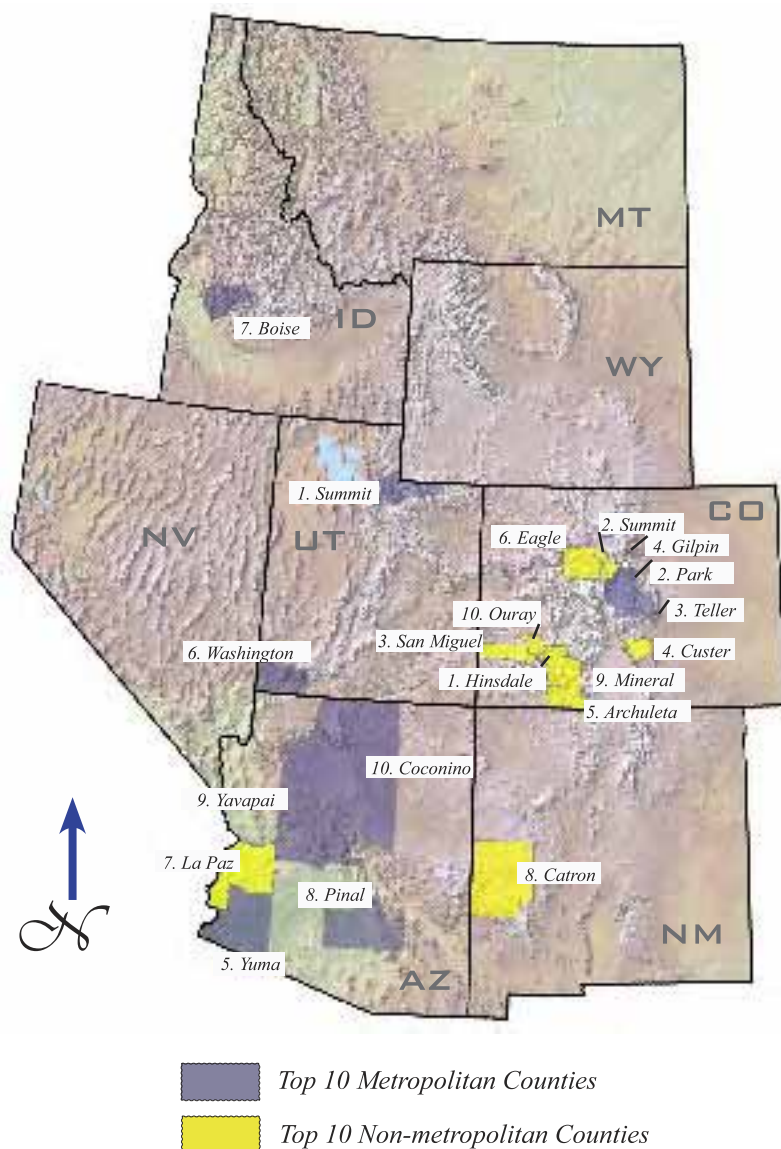 MT
7. Boise
ID
WY
1. Summit
NV
UT
CO
2. Summit
6. Eagle
4. Gilpin
2. Park
3. Teller
10. Ouray
3. San Miguel
4. Custer
6. Washington
1. Hinsdale
9. Mineral
5. Archuleta
10. Coconino
9. Yavapai
7. La Paz
8. Pinal
8. Catron
N
NM
5. Yuma
AZ
Top 10 Metropolitan Counties
Top 10 Non-metropolitan Counties